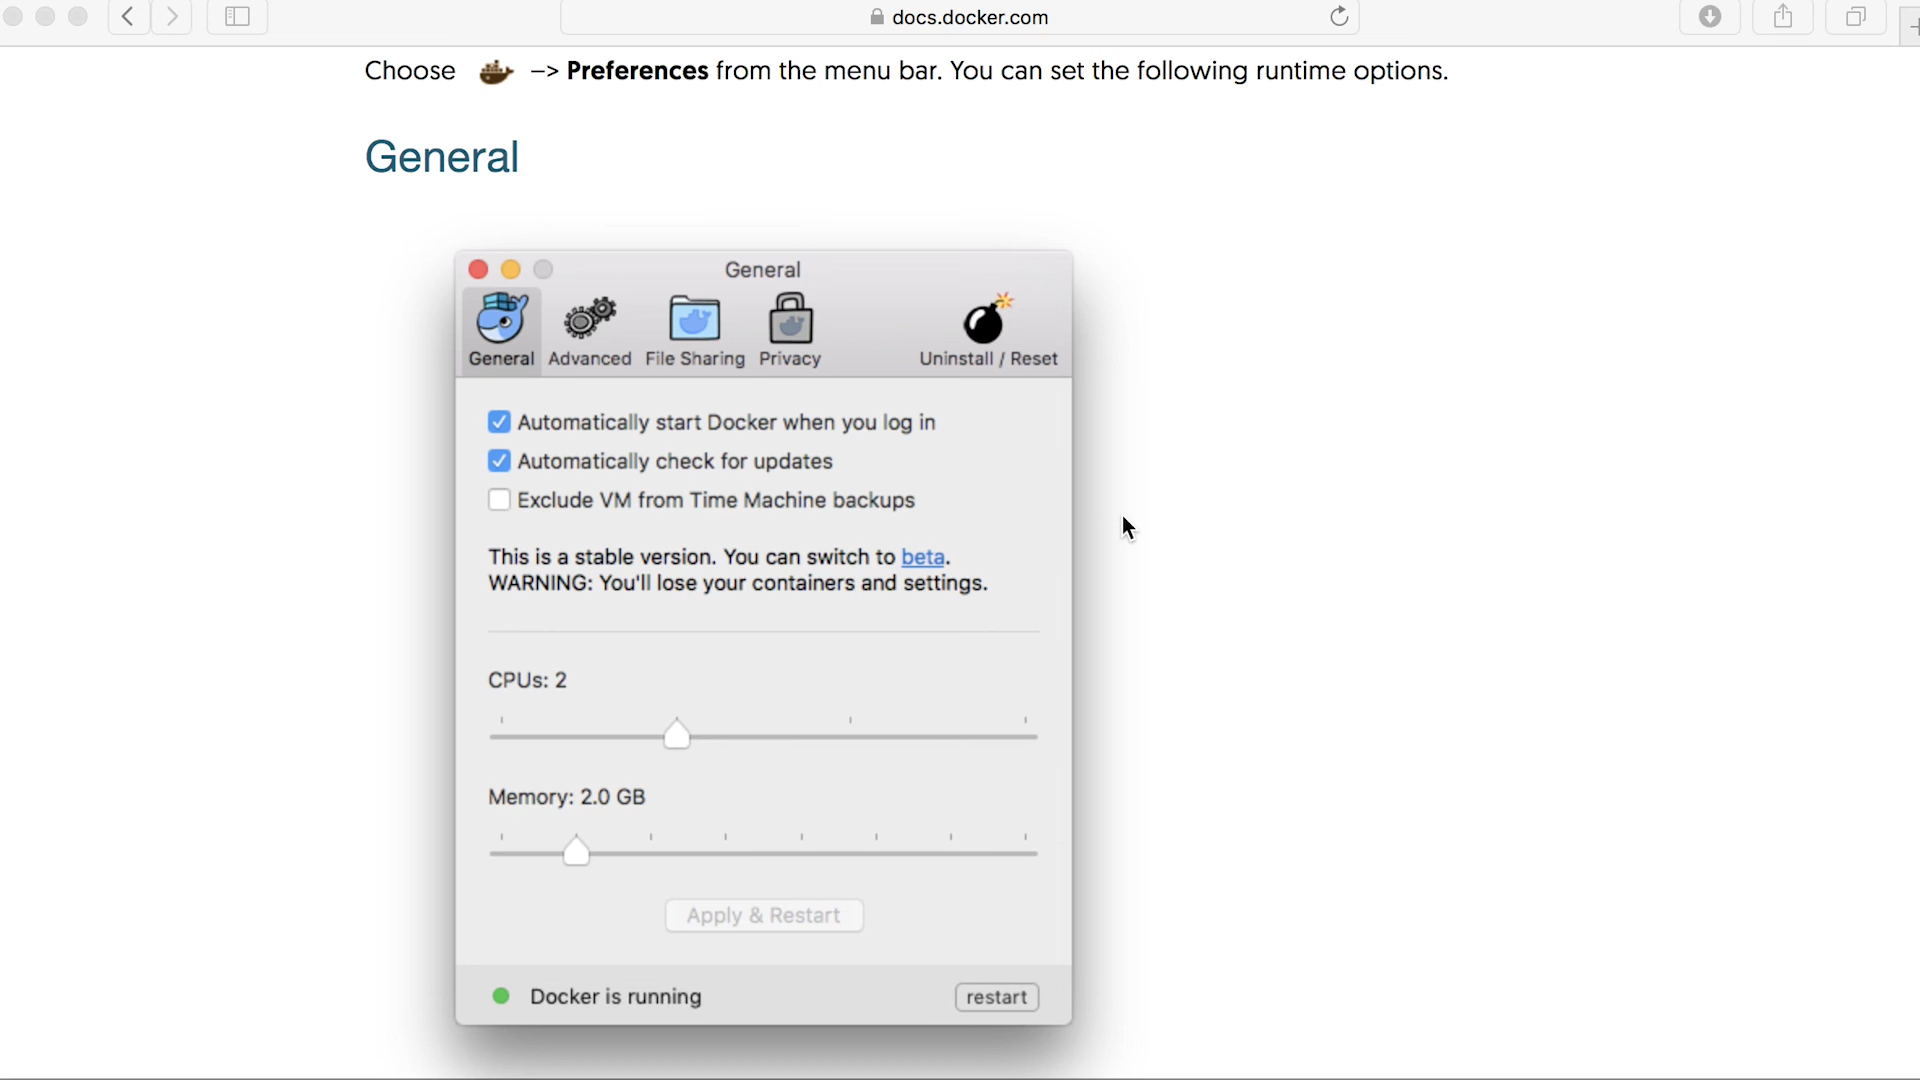 docs.docker.com
Choose -> Preferences from the menu bar. You can set the following runtime options.
General
General
General Advanced File Sharing Privacy Uninstall / Reset
Automatically start Docker when you log in
Automatically check for updates
Exclude VM from Time Machine backups
This is a stable version. You can switch to beta.
WARNING: You'll lose your containers and settings.
CPUs: 2
Memory: 2.0 GB
Apply & Restart
Docker is running restart